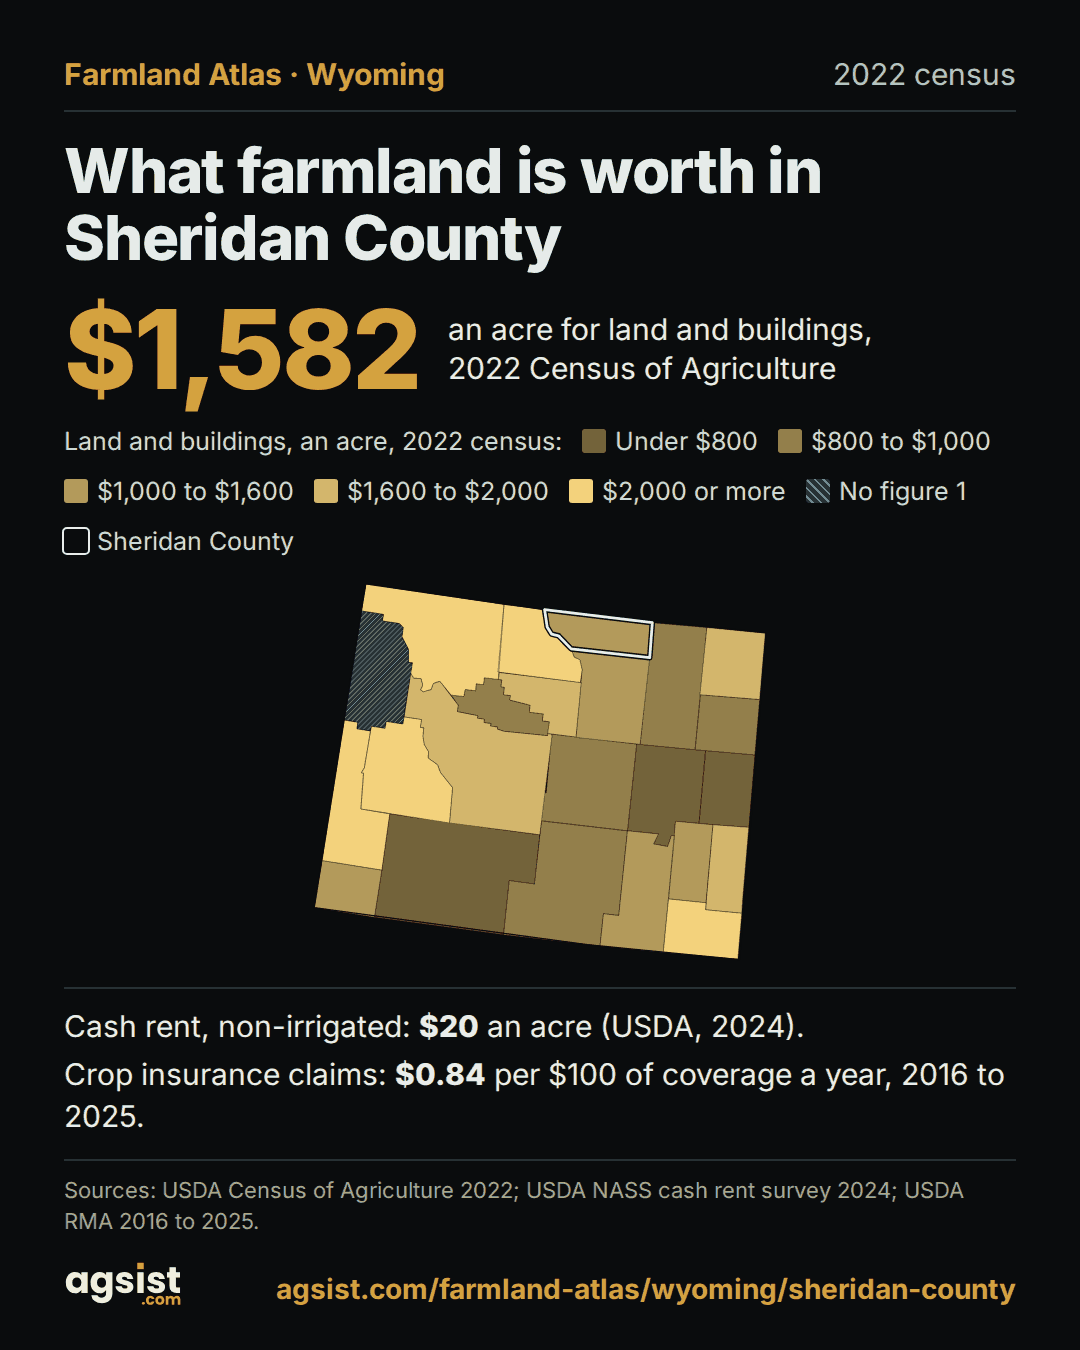 Farmland Atlas · Wyoming
2022 census
What farmland is worth in
Sheridan County
$1,582
an acre for land and buildings,
2022 Census of Agriculture
Land and buildings, an acre, 2022 census: Under $800 $800 to $1,000
$1,000 to $1,600 $1,600 to $2,000 $2,000 or more No figure 1
Sheridan County
Cash rent, non-irrigated: $20 an acre (USDA, 2024).
Crop insurance claims: $0.84 per $100 of coverage a year, 2016 to
2025.
Sources: USDA Census of Agriculture 2022; USDA NASS cash rent survey 2024; USDA
RMA 2016 to 2025.
agsist
.com
agsist.com/farmland-atlas/wyoming/sheridan-county